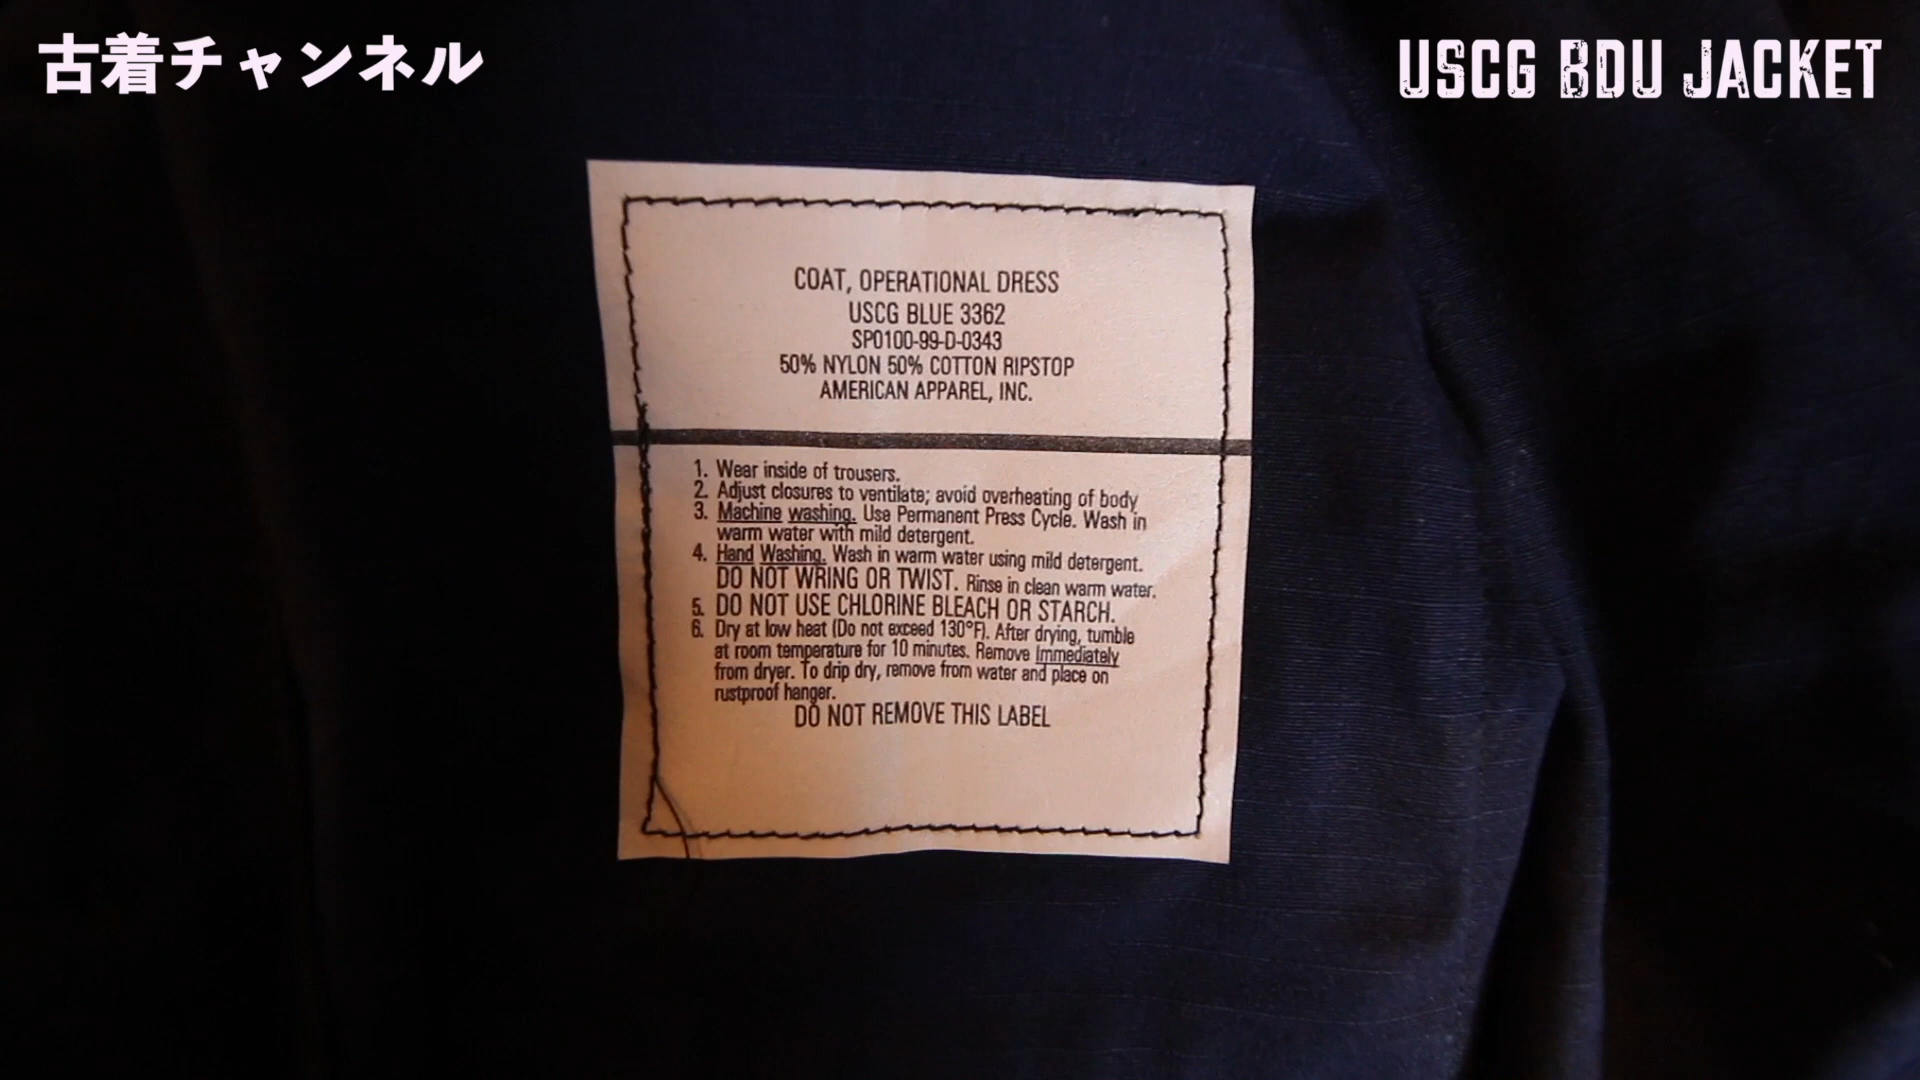 古着チャンネル
USCG BDU JACKET
COAT, OPERATIONAL DRESS
USCG BLUE 3362
SP0100-99-D-0343
50% NYLON 50% COTTON RIPSTOP
AMERICAN APPAREL, INC.
1. Wear inside of trousers.
2. Adjust closures to ventilate; avoid overheating of body
3. Machine washing. Use Permanent Press Cycle. Wash in
warm water with mild detergent.
4. Hand Washing. Wash in warm water using mild detergent.
DO NOT WRING OR TWIST. Rinse in clean warm water.
5. DO NOT USE CHLORINE BLEACH OR STARCH.
6. Dry at low heat (Do not exceed 130°F). After drying, tumble
at room temperature for 10 minutes. Remove Immediately
from dryer. To drip dry, remove from water and place on
rustproof hanger.
DO NOT REMOVE THIS LABEL